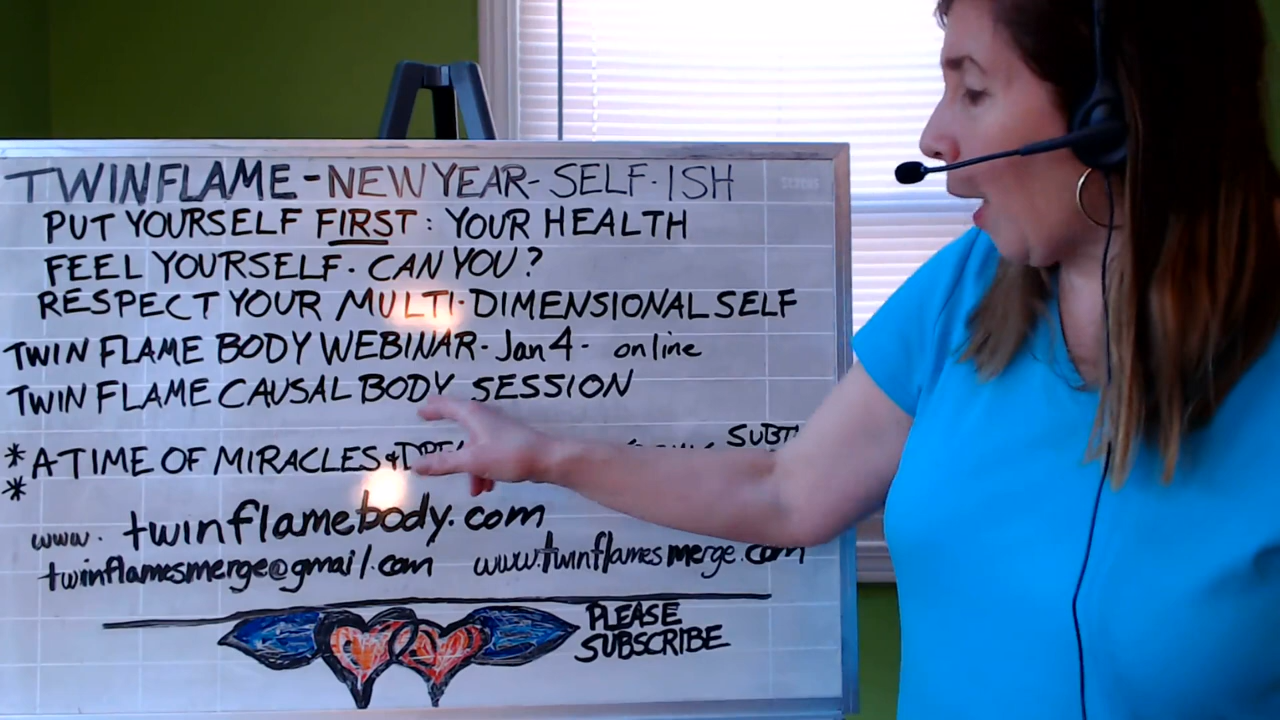 TWINFLAME - NEW YEAR - SELF-ISH
PUT YOURSELF FIRST: YOUR HEALTH
FEEL YOURSELF. CAN YOU?
RESPECT YOUR MULTI-DIMENSIONAL SELF
TWIN FLAME BODY WEBINAR - Jan 4 - online
TWIN FLAME CAUSAL BODY SESSION
* A TIME OF MIRACLES +
*
www. twinflamebody.com
twinflamesmerge@gmail.com www.twinflamesmerge.com
PLEASE
SUBSCRIBE